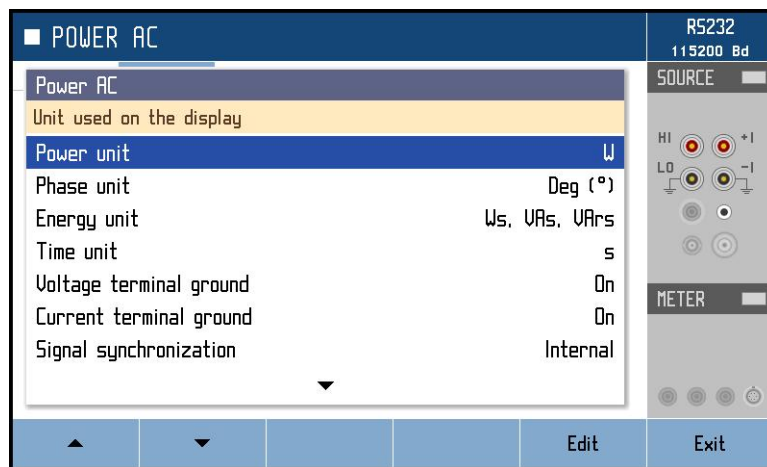 POWER AC
RS232
115200 Bd
Power AC
Unit used on the display
Power unit W
Phase unit Deg (°)
Energy unit Ws, VAs, VArs
Time unit s
Voltage terminal ground On
Current terminal ground On
Signal synchronization Internal
SOURCE
HI +I
LO -I
METER
Edit
Exit